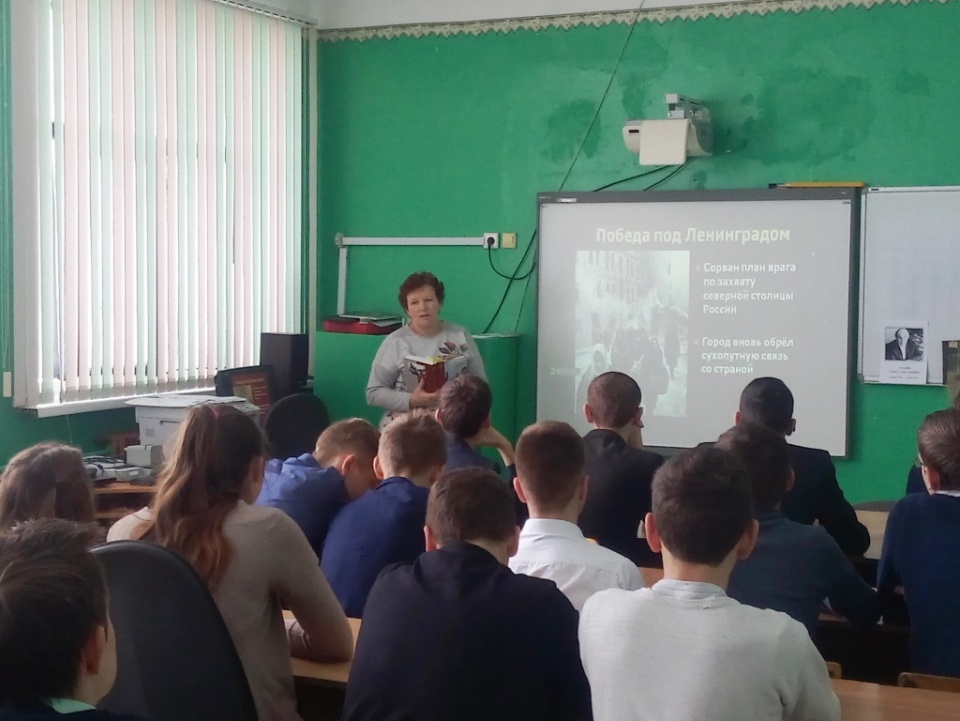 Победа под Ленинградом
Сорван план врага
по захвату
северной столицы
России
Город вновь обрёл
сухопутную связь
со страной